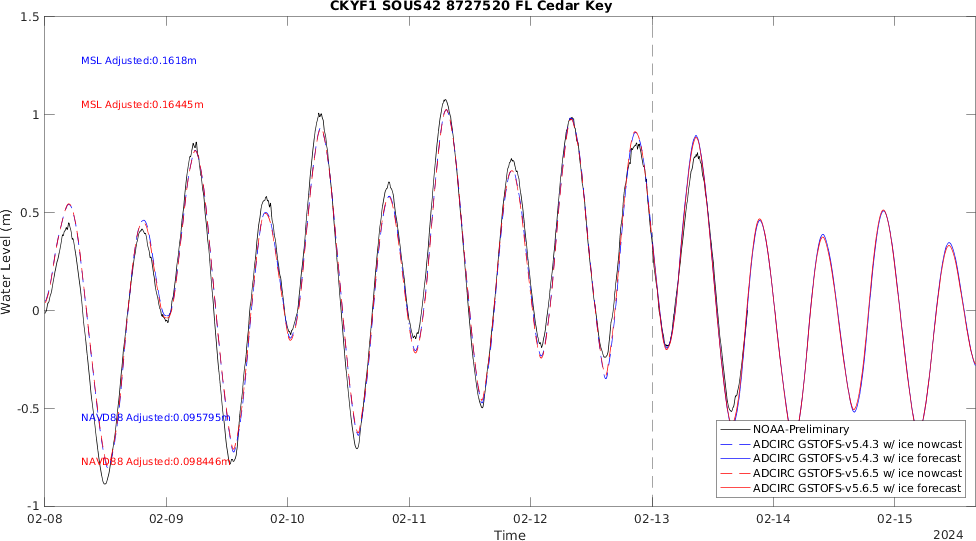 CKYF1 SOUS42 8727520 FL Cedar Key
1.5
1
0.5
0
-0.5
-1
Water Level (m)
MSL Adjusted:0.1618m
MSL Adjusted:0.16445m
NAVD88 Adjusted:0.095795m
NAVD88 Adjusted:0.098446m
NOAA-Preliminary
ADCIRC GSTOFS-v5.4.3 w/ ice nowcast
ADCIRC GSTOFS-v5.4.3 w/ ice forecast
ADCIRC GSTOFS-v5.6.5 w/ ice nowcast
ADCIRC GSTOFS-v5.6.5 w/ ice forecast
02-08 02-09 02-10 02-11 02-12 02-13 02-14 02-15
Time
2024